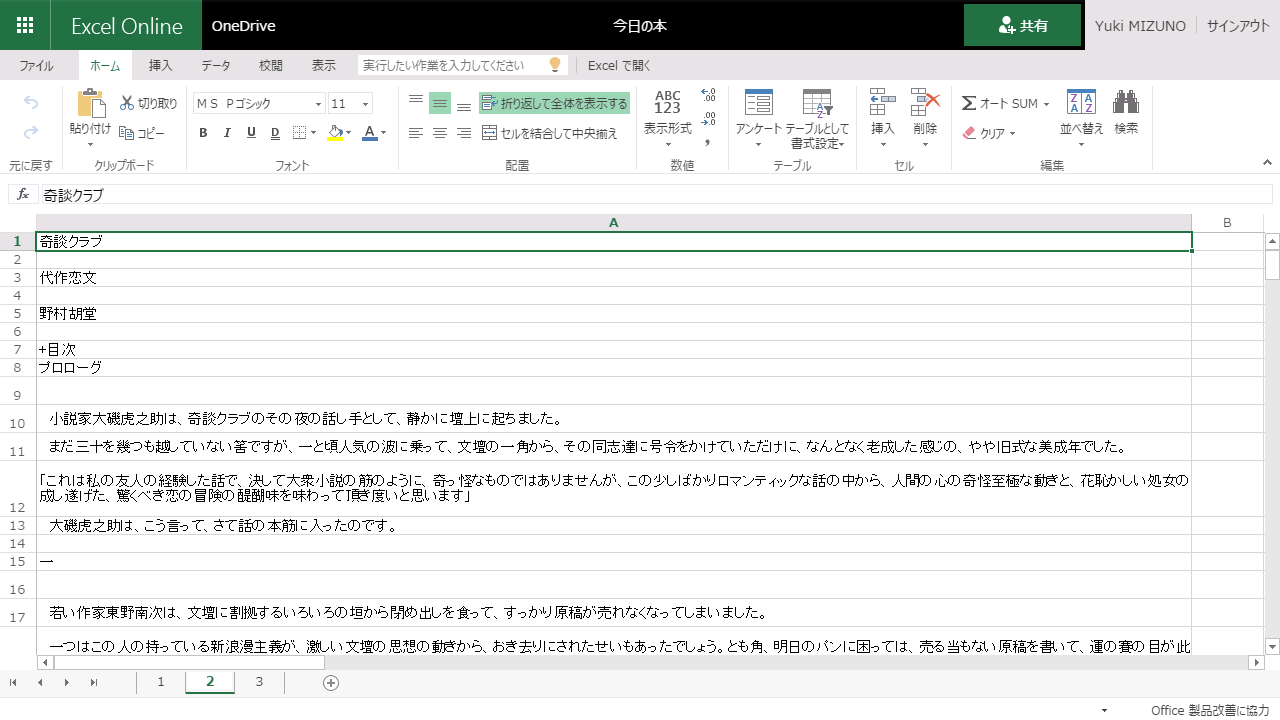 Excel Online OneDrive 今日の本 共有 Yuki MIZUNO サインアウト
ファイル ホーム 挿入 データ 校閲 表示 実行したい作業を入力してください Excel で開く
貼り付け 切り取り コピー
ＭＳ Ｐゴシック 11
B I U D A
折り返して全体を表示する
セルを結合して中央揃え
ABC 123 表示形式
.00 .0
.00 .0
アンケート テーブルとして書式設定
挿入 削除
オート SUM
クリア
並べ替え 検索
元に戻す クリップボード フォント 配置 数値 テーブル セル 編集
fx 奇談クラブ
A B
1 奇談クラブ
2
3 代作恋文
4
5 野村胡堂
6
7 +目次
8 プロローグ
9
10 小説家大磯虎之助は、奇談クラブのその夜の話し手として、静かに壇上に起ちました。
11 まだ三十を幾つも越していない筈ですが、一と頃人気の波に乗って、文壇の一角から、その同志達に号令をかけていただけに、なんとなく老成した感じの、やや旧式な美成年でした。
12 「これは私の友人の経験した話で、決して大衆小説の筋のように、奇っ怪なものではありませんが、この少しばかりロマンティックな話の中から、人間の心の奇怪至極な動きと、花恥かしい処女の
成し遂げた、驚くべき恋の冒険の醍醐味を味わって頂き度いと思います」
13 大磯虎之助は、こう言って、さて話の本筋に入ったのです。
14
15 一
16
17 若い作家東野南次は、文壇に割拠するいろいろの垣から閉め出しを食って、すっかり原稿が売れなくなってしまいました。
一つはこの人の持っている新浪漫主義が、激しい文壇の思想の動きから、おき去りにされたせいもあったでしょう。とも角、明日のパンに困っては、売る当もない原稿を書いて、運の賽の目が此
1 2 3
Office 製品改善に協力